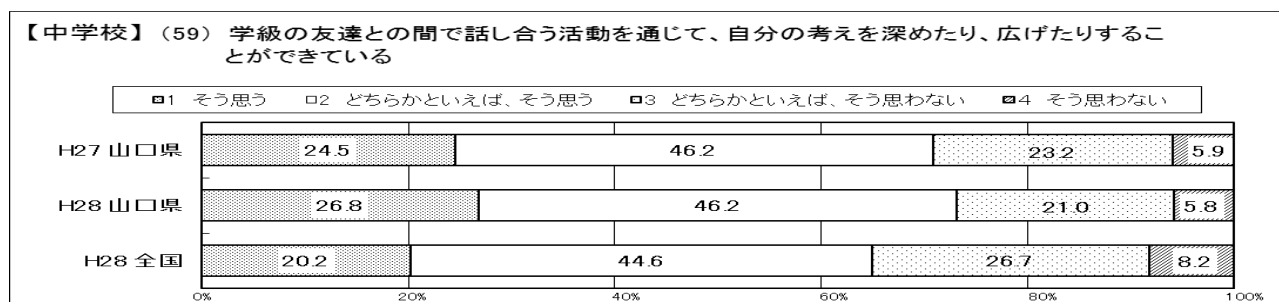 【中学校】（59） 学級の友達との間で話し合う活動を通じて、自分の考えを深めたり、広げたりするこ
とができている
1 そう思う 2 どちらかといえば、そう思う 3 どちらかといえば、そう思わない 4 そう思わない
H27 山口県 24.5 46.2 23.2 5.9
H28 山口県 26.8 46.2 21.0 5.8
H28 全国 20.2 44.6 26.7 8.2
0% 20% 40% 60% 80% 100%